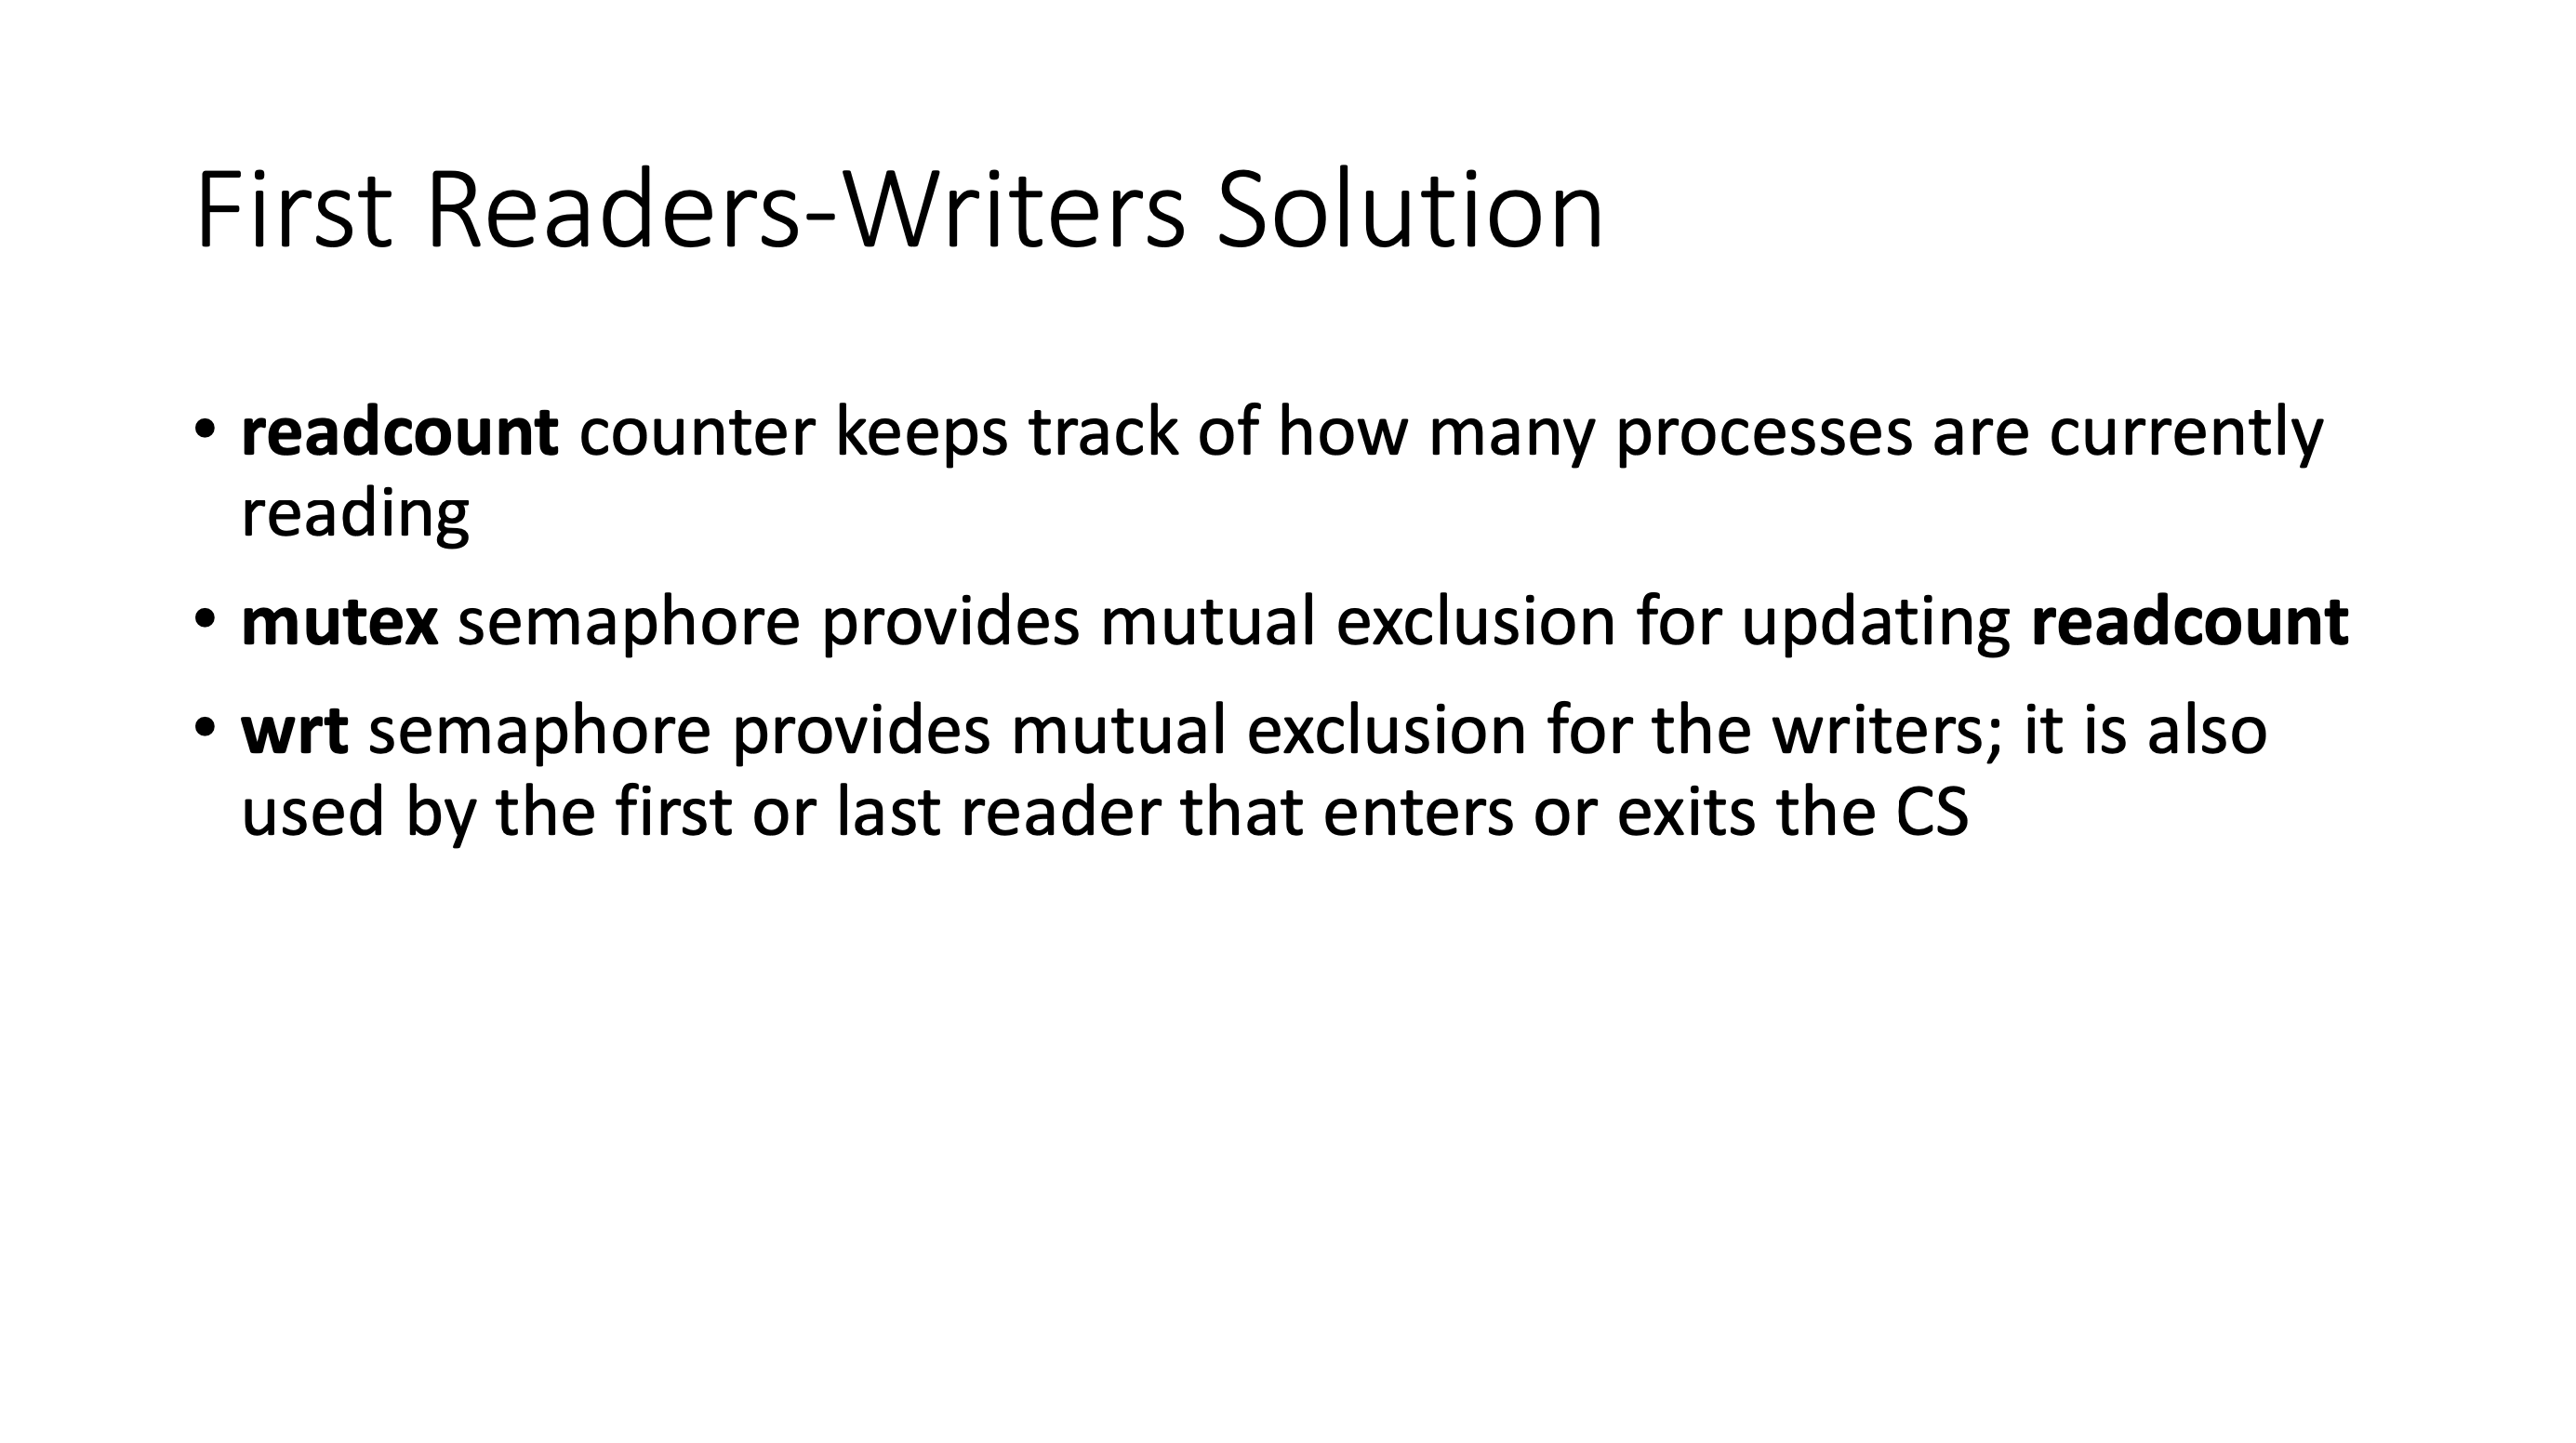 First Readers-Writers Solution
• readcount counter keeps track of how many processes are currently
reading
• mutex semaphore provides mutual exclusion for updating readcount
• wrt semaphore provides mutual exclusion for the writers; it is also
used by the first or last reader that enters or exits the CS